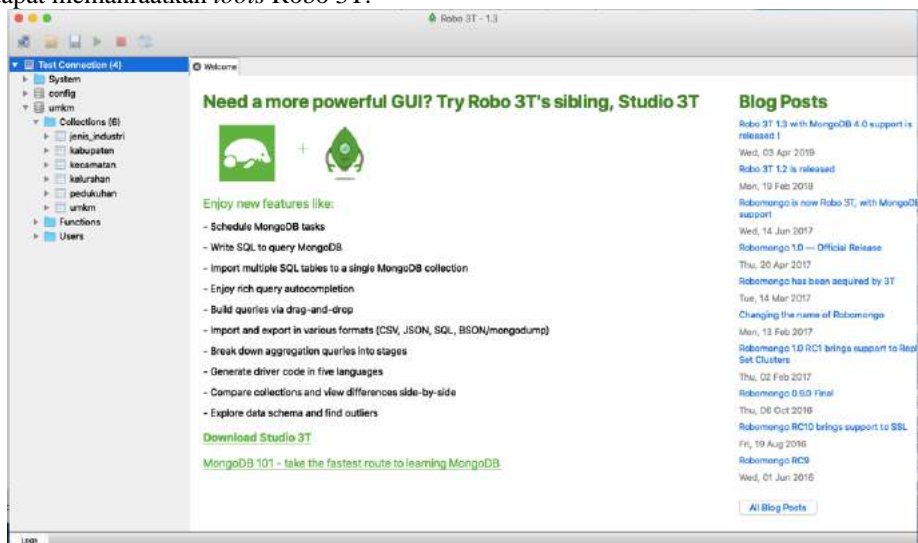 dapat memanfaatkan tools Robo 3T.
Robo 3T - 1.3
Test Connection (4)
System
config
umkm
Collections (6)
jenis_industri
kabupaten
kecamatan
kelurahan
pedukuhan
umkm
Functions
Users
Welcome
Need a more powerful GUI? Try Robo 3T's sibling, Studio 3T
+
Enjoy new features like:
- Schedule MongoDB tasks
- Write SQL to query MongoDB
- Import multiple SQL tables to a single MongoDB collection
- Enjoy rich query autocompletion
- Build queries via drag-and-drop
- Import and export in various formats (CSV, JSON, SQL, BSON/mongodump)
- Break down aggregation queries into stages
- Generate driver code in five languages
- Compare collections and view differences side-by-side
- Explore data schema and find outliers
Download Studio 3T
MongoDB 101 - take the fastest route to learning MongoDB
Blog Posts
Robo 3T 1.3 with MongoDB 4.0 support is
released !
Wed, 03 Apr 2019
Robo 3T 1.2 is released
Mon, 19 Feb 2018
Robomongo is now Robo 3T, with MongoD
support
Wed, 14 Jun 2017
Robomongo 1.0 — Official Release
Thu, 20 Apr 2017
Robomongo has been acquired by 3T
Tue, 14 Mar 2017
Changing the name of Robomongo
Mon, 13 Feb 2017
Robomongo 1.0 RC1 brings support to Repl
Set Clusters
Thu, 02 Feb 2017
Robomongo 0.9.0 Final
Thu, 06 Oct 2016
Robomongo RC10 brings support to SSL
Fri, 19 Aug 2016
Robomongo RC9
Wed, 01 Jun 2016
All Blog Posts
Logs